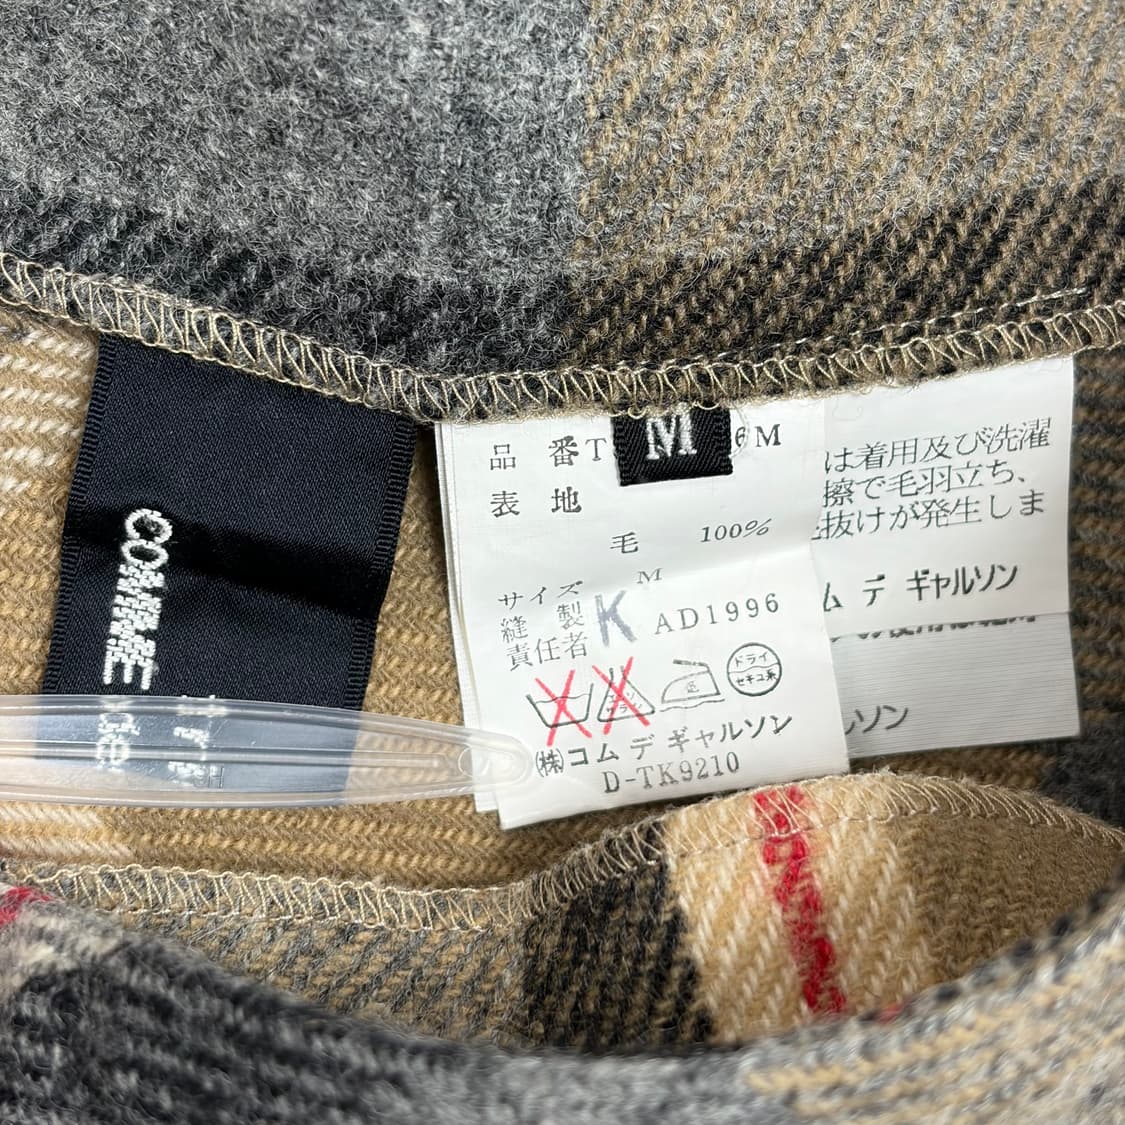 COMME
M
品 番T 6M
表 地
毛 100%
サイズ M
縫 製 K AD1996
責任者
ドライ
セキユ系
㈱コム デ ギャルソン
D-TK9210
は着用及び洗濯
擦で毛羽立ち、
抜けが発生しま
ム デ ギャルソン
ルソン